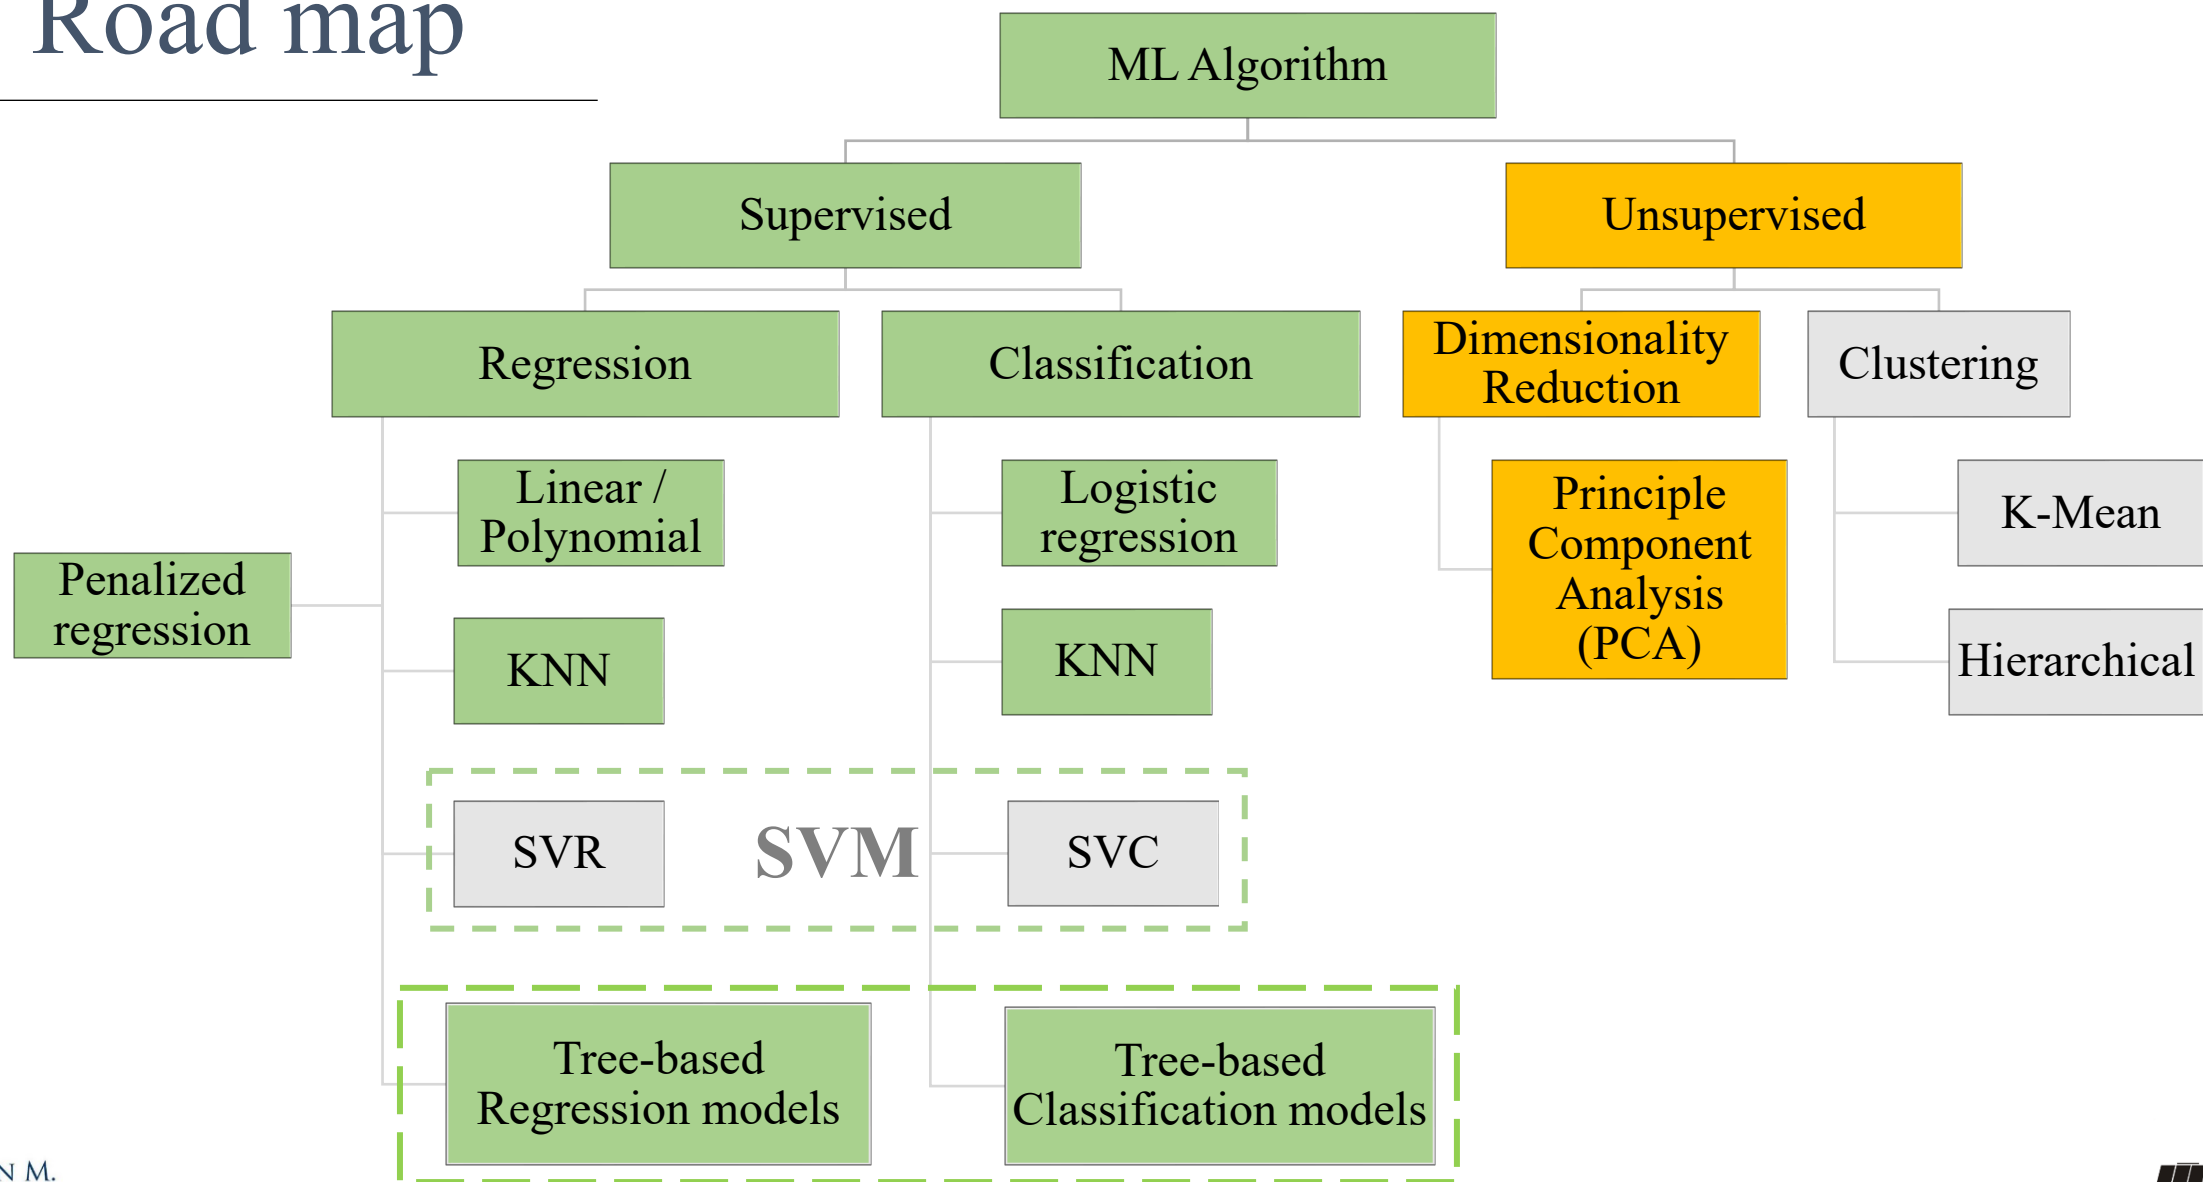 Road map
ML Algorithm
Supervised
Unsupervised
Regression
Classification
Dimensionality
Reduction
Clustering
Linear /
Polynomial
Logistic
regression
Principle
Component
Analysis
(PCA)
K-Mean
Penalized
regression
KNN
KNN
Hierarchical
SVR
SVM
SVC
Tree-based
Regression models
Tree-based
Classification models
N M.